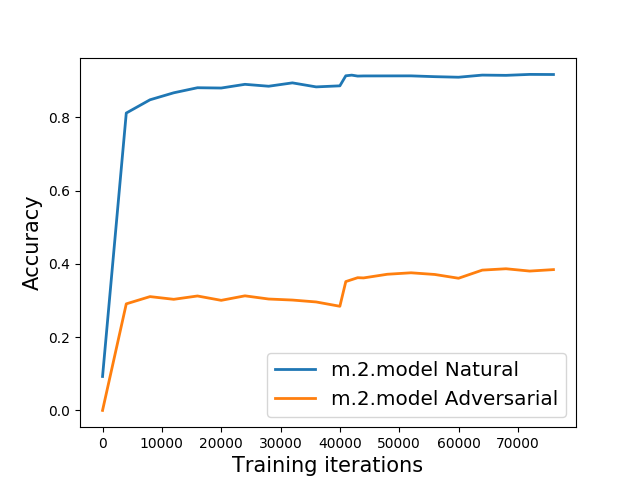 0.8
0.6
0.4
0.2
0.0
Accuracy
m.2.model Natural
m.2.model Adversarial
0 10000 20000 30000 40000 50000 60000 70000
Training iterations